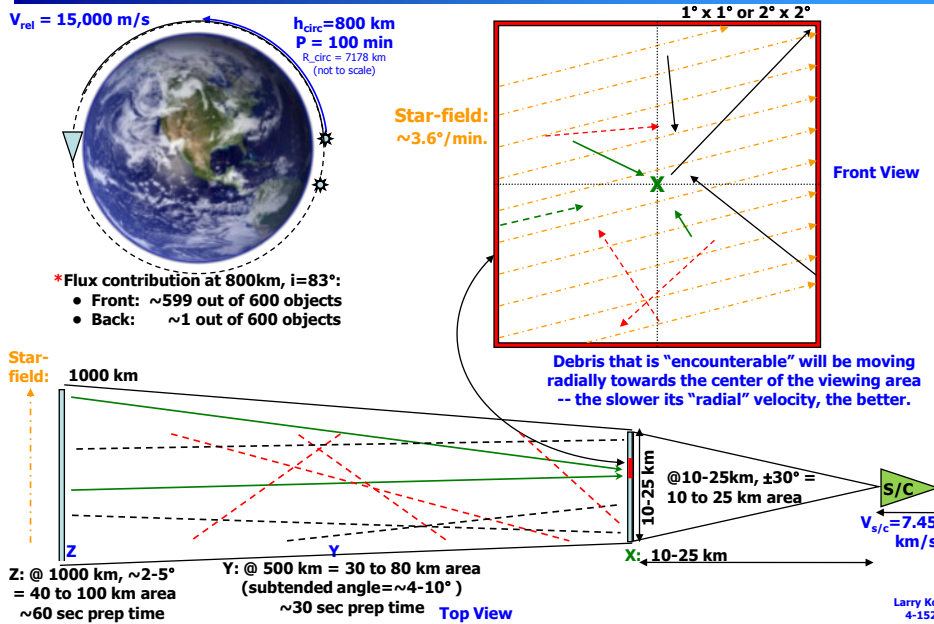 V_rel = 15,000 m/s
h_circ=800 km
P = 100 min
R_circ = 7178 km
(not to scale)
1° x 1° or 2° x 2°
Star-field:
~3.6°/min.
X
Front View
*Flux contribution at 800km, i=83°:
• Front: ~599 out of 600 objects
• Back: ~1 out of 600 objects
Debris that is “encounterable” will be moving
radially towards the center of the viewing area
-- the slower its “radial” velocity, the better.
Star-
field:
1000 km
10-25 km
@10-25km, ±30° =
10 to 25 km area
S/C
V_s/c=7.45
km/s
Z
Y
X: 10-25 km
Z: @ 1000 km, ~2-5°
= 40 to 100 km area
~60 sec prep time
Y: @ 500 km = 30 to 80 km area
(subtended angle=~4-10° )
~30 sec prep time
Top View
Larry
4-152